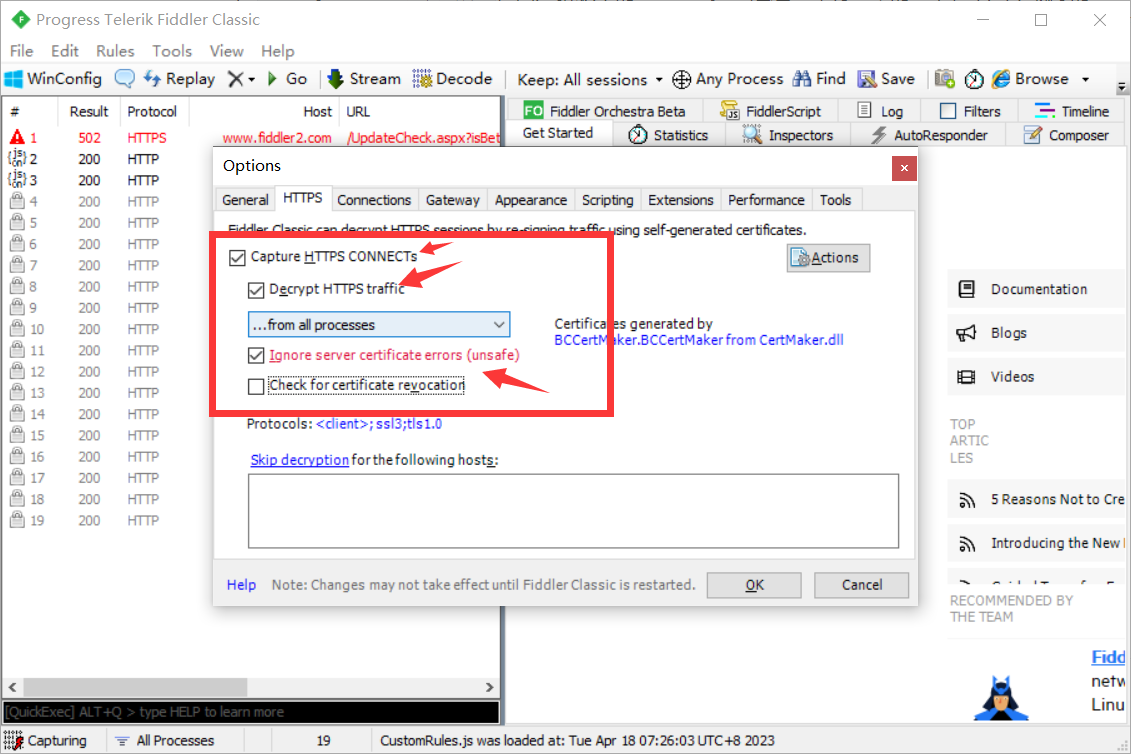 Progress Telerik Fiddler Classic
File Edit Rules Tools View Help
WinConfig Replay Go Stream Decode Keep: All sessions Any Process Find Save Browse
# Result Protocol Host URL
1 502 HTTPS www.fiddler2.com /UpdateCheck.aspx?isBet
2 200 HTTP
3 200 HTTP
4 200 HTTP
5 200 HTTP
6 200 HTTP
7 200 HTTP
8 200 HTTP
9 200 HTTP
10 200 HTTP
11 200 HTTP
12 200 HTTP
13 200 HTTP
14 200 HTTP
15 200 HTTP
16 200 HTTP
17 200 HTTP
18 200 HTTP
19 200 HTTP
FO Fiddler Orchestra Beta FiddlerScript Log Filters Timeline
Get Started Statistics Inspectors AutoResponder Composer
Options
General HTTPS Connections Gateway Appearance Scripting Extensions Performance Tools
Fiddler Classic can decrypt HTTPS sessions by re-signing traffic using self-generated certificates.
Capture HTTPS CONNECTs
Actions
Decrypt HTTPS traffic
...from all processes
Certificates generated by
BCCertMaker.BCCertMaker from CertMaker.dll
Ignore server certificate errors (unsafe)
Check for certificate revocation
Protocols: <client>; ssl3;tls1.0
Skip decryption for the following hosts:
Help Note: Changes may not take effect until Fiddler Classic is restarted. OK Cancel
Documentation
Blogs
Videos
TOP
ARTIC
LES
5 Reasons Not to Cre
Introducing the New
RECOMMENDED BY
THE TEAM
Fidd
netw
Linu
[QuickExec] ALT+Q > type HELP to learn more
Capturing All Processes 19 CustomRules.js was loaded at: Tue Apr 18 07:26:03 UTC+8 2023